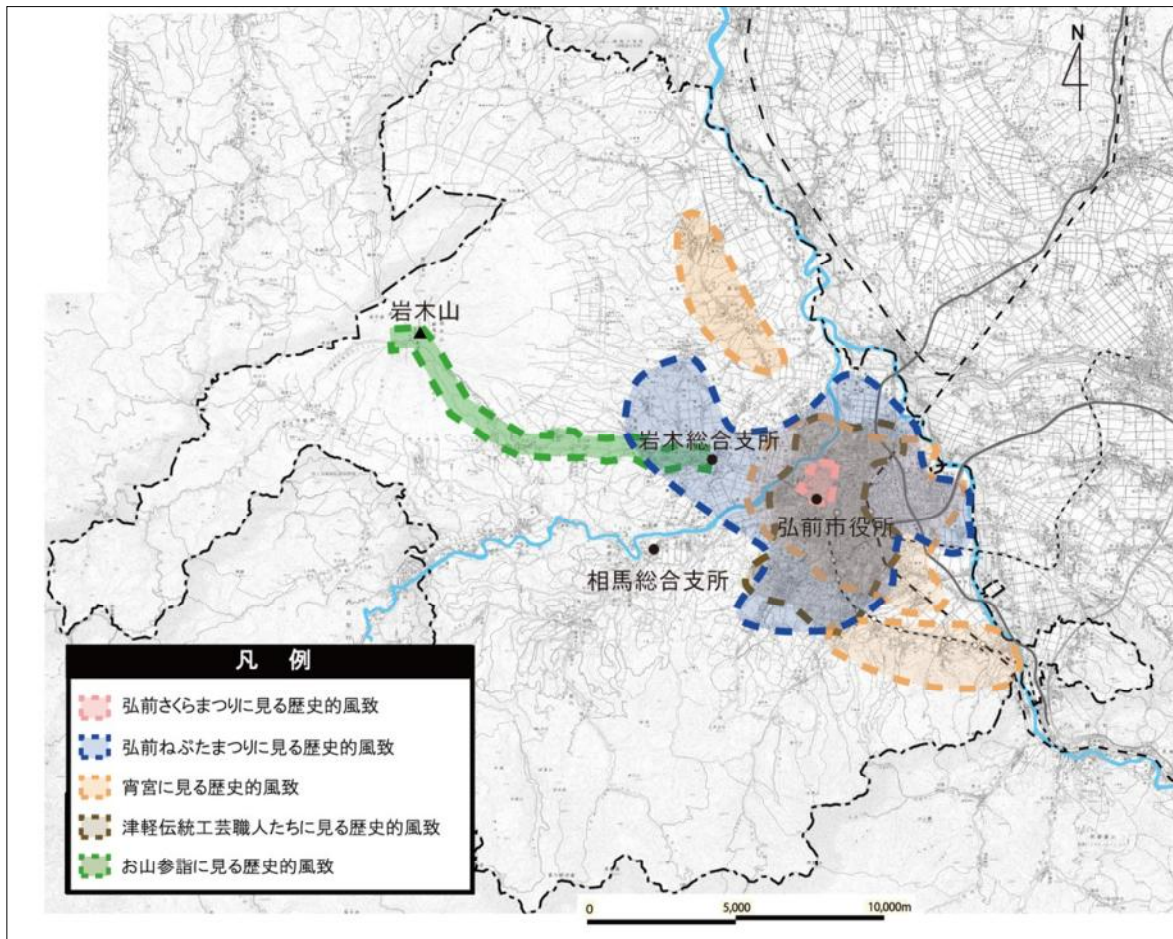 N
岩木山
岩木総合支所
弘前市役所
相馬総合支所
凡 例
弘前さくらまつりに見る歴史的風致
弘前ねぷたまつりに見る歴史的風致
宵宮に見る歴史的風致
津軽伝統工芸職人たちに見る歴史的風致
お山参詣に見る歴史的風致
0 5,000 10,000m